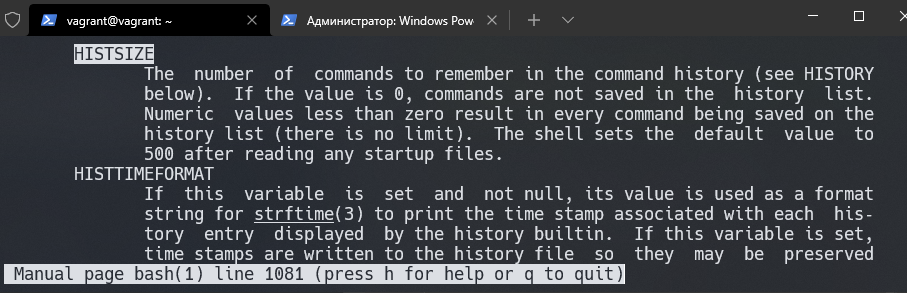 vagrant@vagrant: ~
Администратор: Windows Pow
HISTSIZE
The number of commands to remember in the command history (see HISTORY
below). If the value is 0, commands are not saved in the history list.
Numeric values less than zero result in every command being saved on the
history list (there is no limit). The shell sets the default value to
500 after reading any startup files.
HISTTIMEFORMAT
If this variable is set and not null, its value is used as a format
string for strftime(3) to print the time stamp associated with each his-
tory entry displayed by the history builtin. If this variable is set,
time stamps are written to the history file so they may be preserved
Manual page bash(1) line 1081 (press h for help or q to quit)